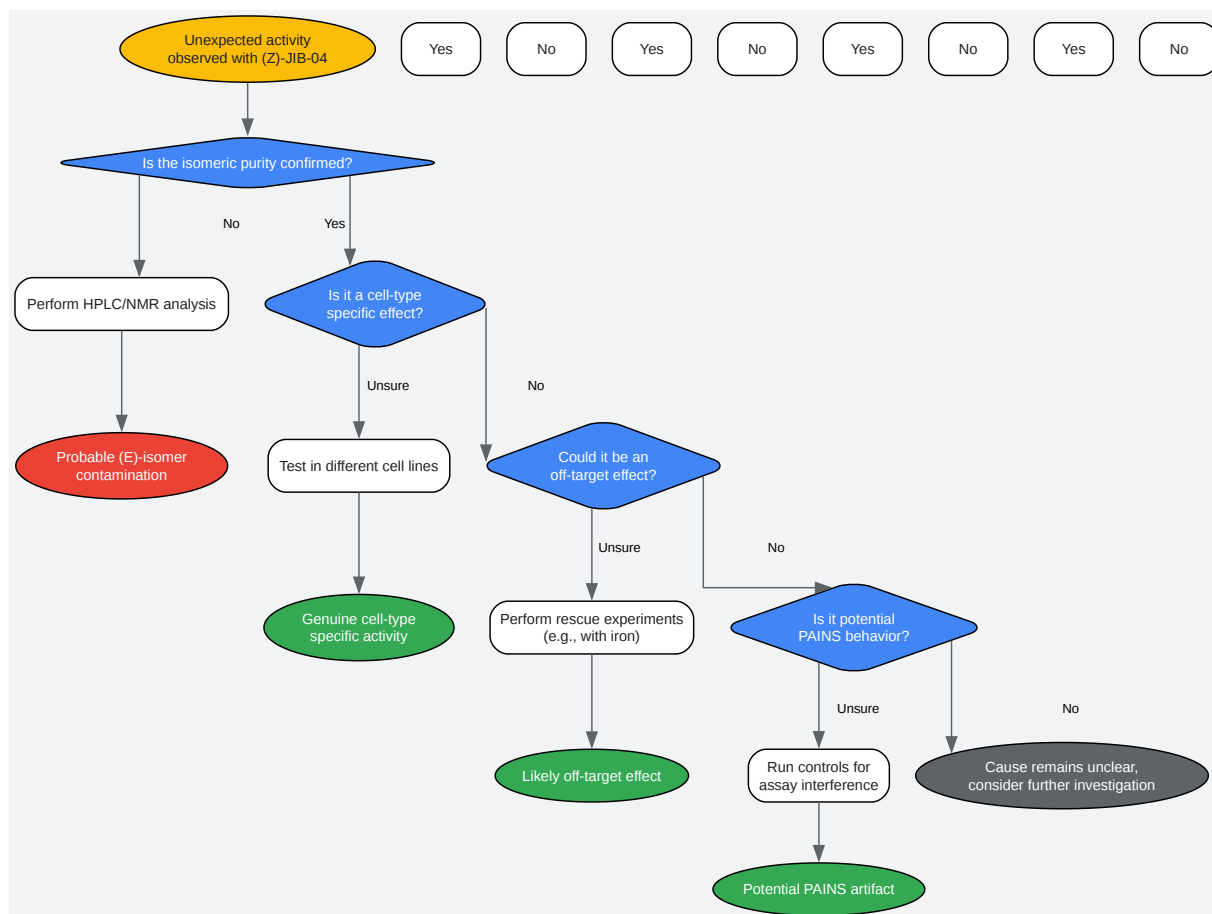 Unexpected activity
observed with (Z)-JIB-04
Yes
No
Yes
No
Yes
No
Yes
No
Is the isomeric purity confirmed?
No
Yes
Perform HPLC/NMR analysis
Is it a cell-type
specific effect?
Unsure
No
Probable (E)-isomer
contamination
Test in different cell lines
Could it be an
off-target effect?
Unsure
No
Genuine cell-type
specific activity
Perform rescue experiments
(e.g., with iron)
Is it potential
PAINS behavior?
Unsure
No
Likely off-target effect
Run controls for
assay interference
Cause remains unclear,
consider further investigation
Potential PAINS artifact